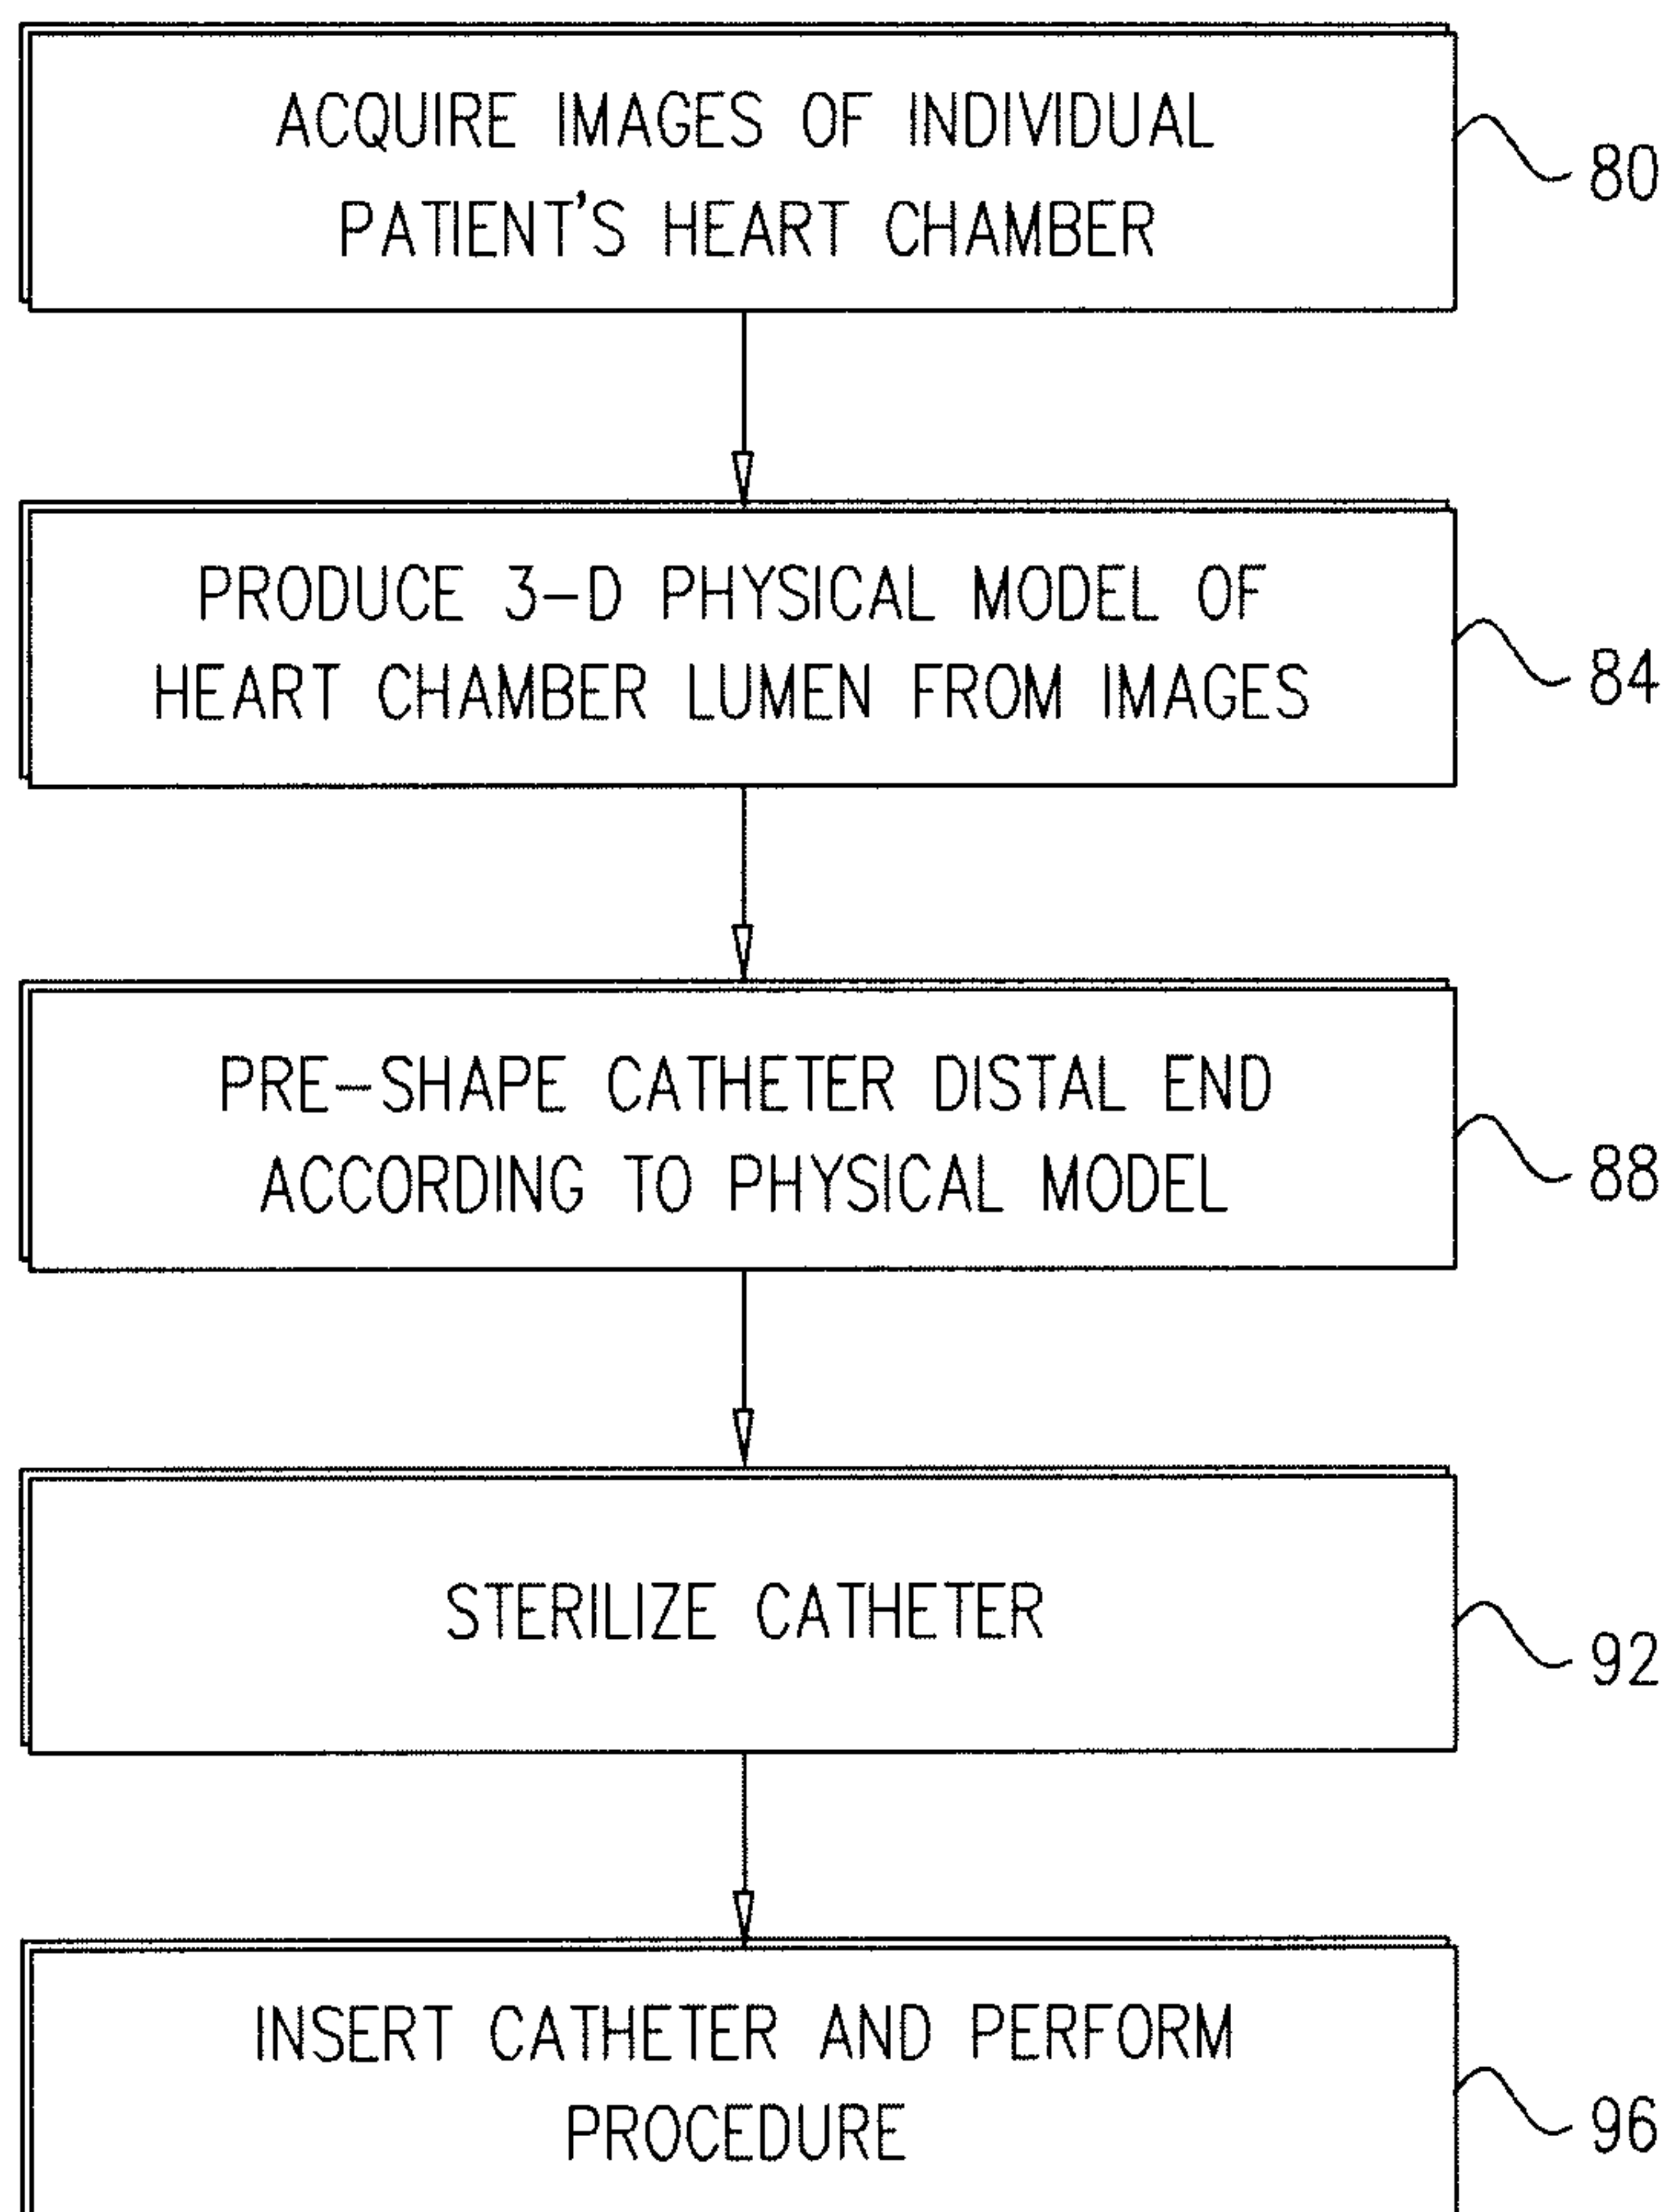 ACQUIRE IMAGES OF INDIVIDUAL
PATIENT'S HEART CHAMBER
80
PRODUCE 3-D PHYSICAL MODEL OF
HEART CHAMBER LUMEN FROM IMAGES
84
PRE-SHAPE CATHETER DISTAL END
ACCORDING TO PHYSICAL MODEL
88
STERILIZE CATHETER
92
INSERT CATHETER AND PERFORM
PROCEDURE
96